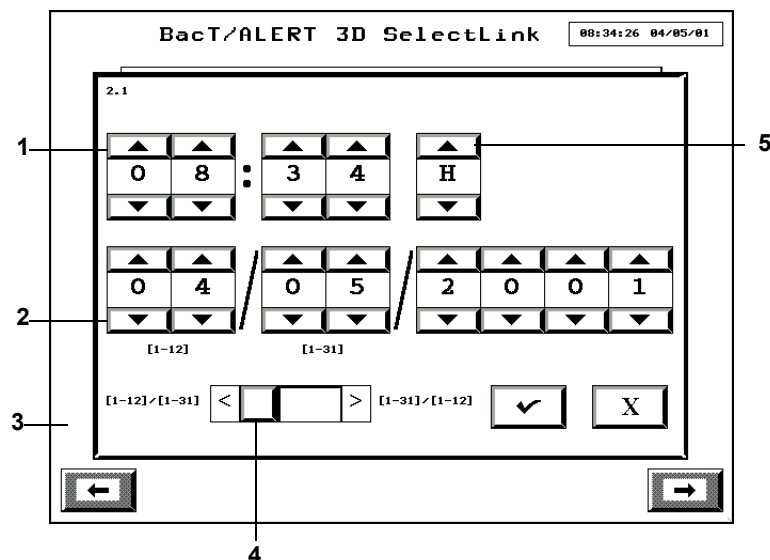 BacT/ALERT 3D SelectLink 08:34:26 04/05/01
2.1
1 5
0 8 : 3 4 H
0 4 / 0 5 / 2 0 0 1
2
[1-12] [1-31]
[1-12]/[1-31] < > [1-31]/[1-12] X
3
4